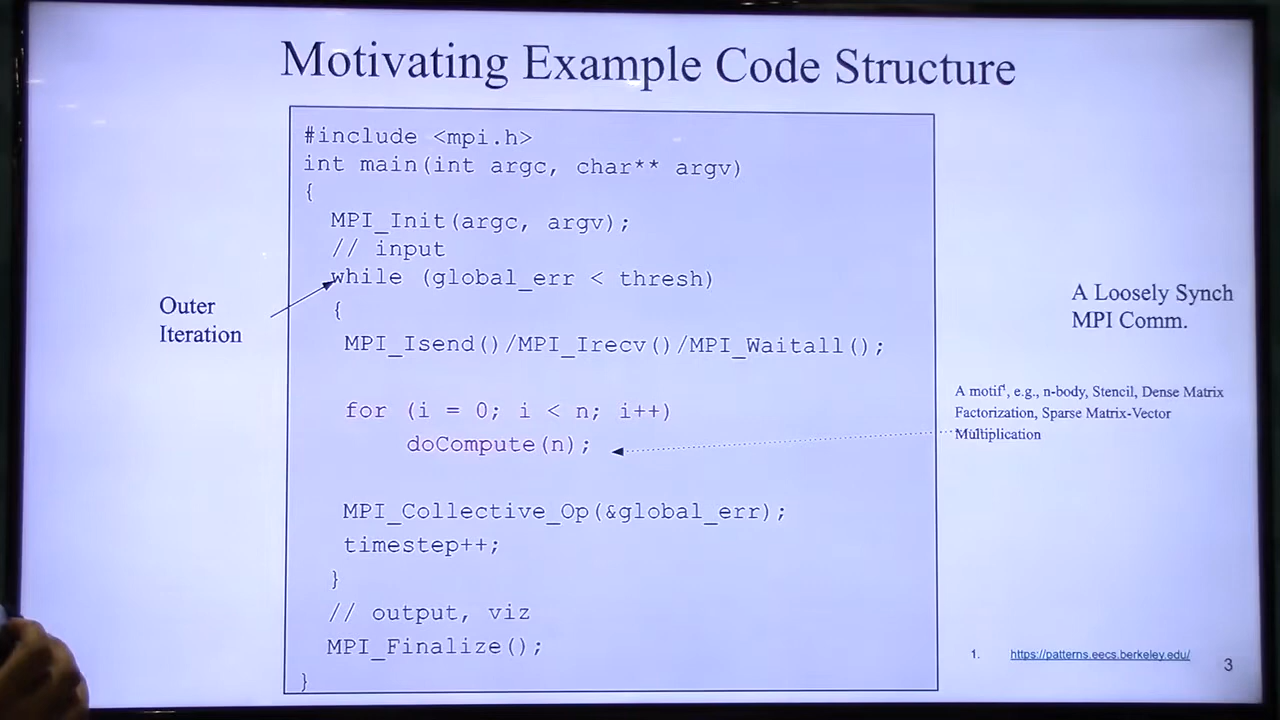 Motivating Example Code Structure
#include <mpi.h>
int main(int argc, char** argv)
{
MPI_Init(argc, argv);
// input
while (global_err < thresh)
{
MPI_Isend()/MPI_Irecv()/MPI_Waitall();
for (i = 0; i < n; i++)
doCompute(n);
MPI_Collective_Op(&global_err);
timestep++;
}
// output, viz
MPI_Finalize();
}
Outer
Iteration
A Loosely Synch
MPI Comm.
A motif¹, e.g., n-body, Stencil, Dense Matrix
Factorization, Sparse Matrix-Vector
Multiplication
1. https://patterns.eecs.berkeley.edu/
3